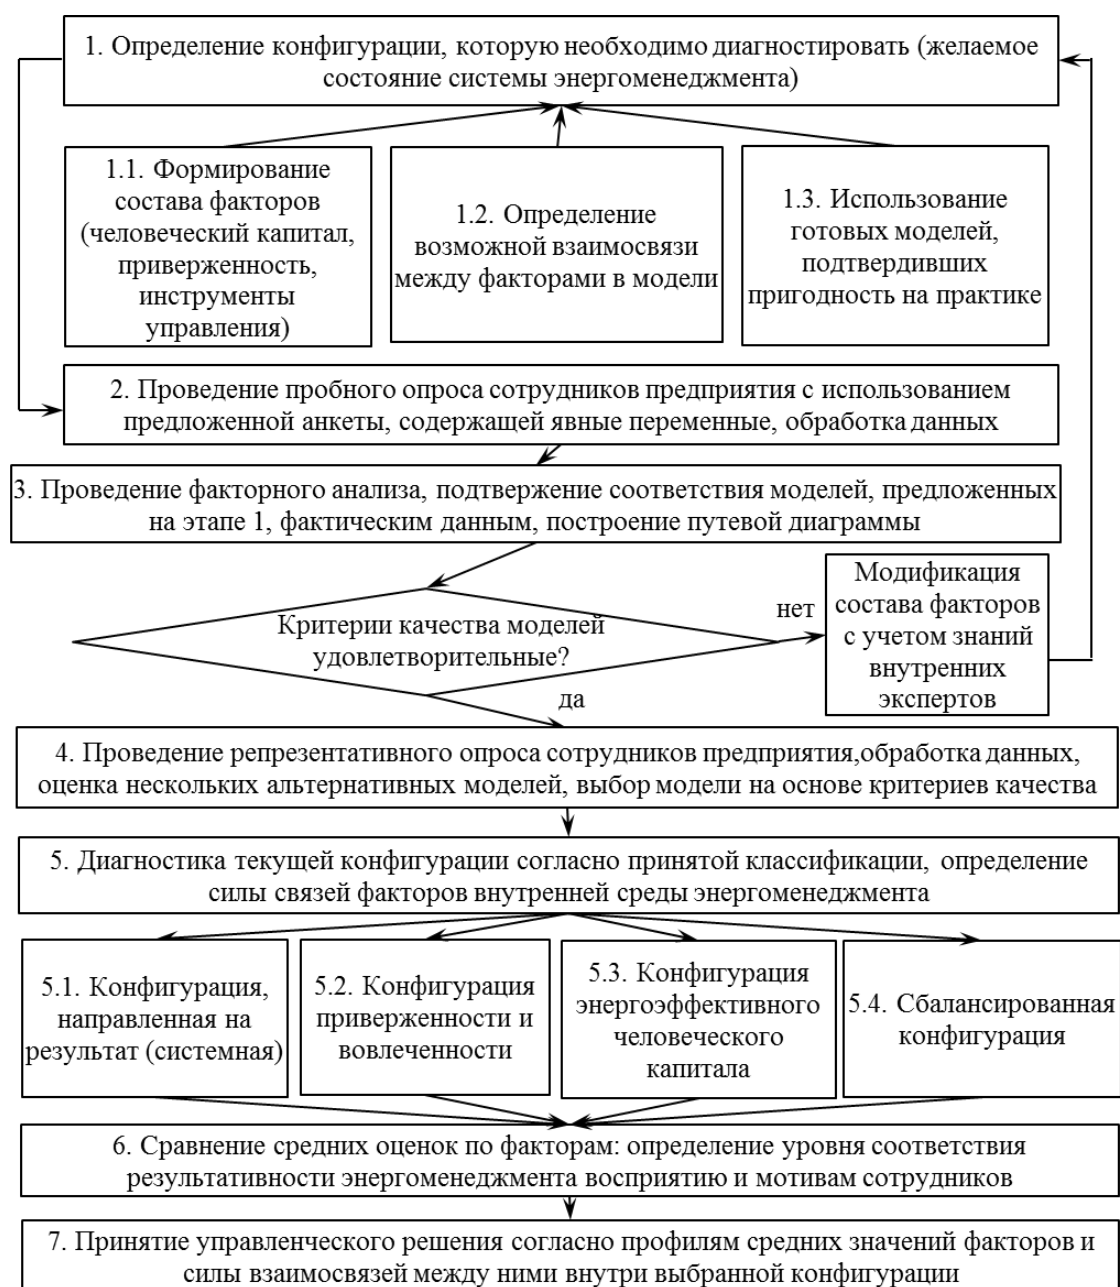 1. Определение конфигурации, которую необходимо диагностировать (желаемое
состояние системы энергоменеджмента)
1.1. Формирование
состава факторов
(человеческий капитал,
приверженность,
инструменты
управления)
1.2. Определение
возможной взаимосвязи
между факторами в модели
1.3. Использование
готовых моделей,
подтвердивших
пригодность на практике
2. Проведение пробного опроса сотрудников предприятия с использованием
предложенной анкеты, содержащей явные переменные, обработка данных
3. Проведение факторного анализа, подтвержение соответствия моделей, предложенных
на этапе 1, фактическим данным, построение путевой диаграммы
Критерии качества моделей
удовлетворительные?
нет
Модификация
состава факторов
с учетом знаний
внутренних
экспертов
да
4. Проведение репрезентативного опроса сотрудников предприятия,обработка данных,
оценка нескольких альтернативных моделей, выбор модели на основе критериев качества
5. Диагностика текущей конфигурации согласно принятой классификации, определение
силы связей факторов внутренней среды энергоменеджмента
5.1. Конфигурация,
направленная на
результат (системная)
5.2. Конфигурация
приверженности и
вовлеченности
5.3. Конфигурация
энергоэффективного
человеческого
капитала
5.4. Сбалансированная
конфигурация
6. Сравнение средних оценок по факторам: определение уровня соответствия
результативности энергоменеджмента восприятию и мотивам сотрудников
7. Принятие управленческого решения согласно профилям средних значений факторов и
силы взаимосвязей между ними внутри выбранной конфигурации